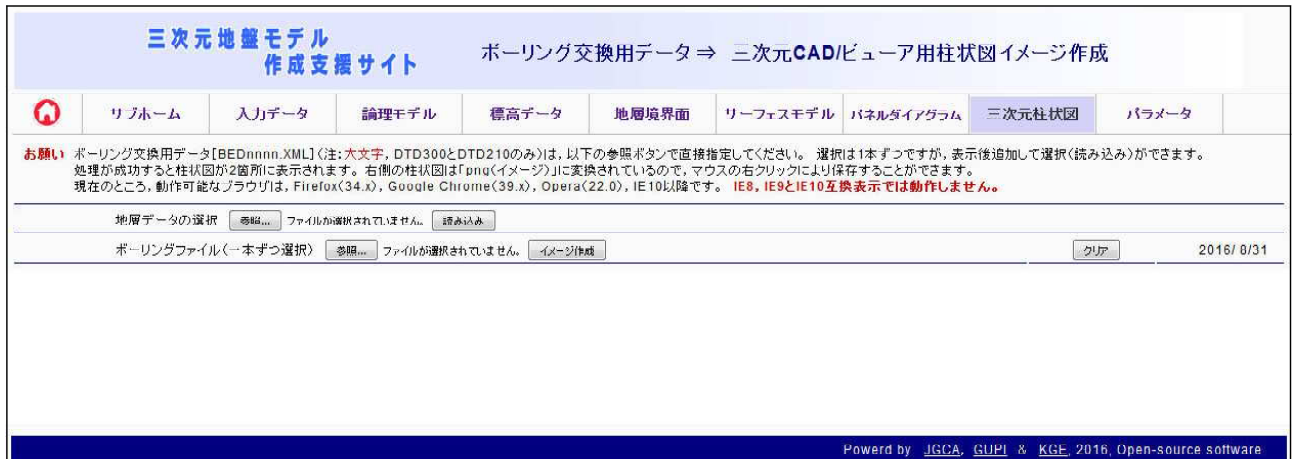 三次元地盤モデル
作成支援サイト
ボーリング交換用データ⇒ 三次元CAD/ビューア用柱状図イメージ作成
サブホーム 入力データ 論理モデル 標高データ 地層境界面 サーフェスモデル パネルダイアグラム 三次元柱状図 パラメータ
お願い ボーリング交換用データ[BEDnnnn.XML](注:大文字, DTD300とDTD210のみ)は, 以下の参照ボタンで直接指定してください。 選択は1本ずつですが, 表示後追加して選択(読み込み)ができます。
処理が成功すると柱状図が2箇所に表示されます。右側の柱状図は「png(イメージ)」に変換されているので, マウスの右クリックにより保存することができます。
現在のところ, 動作可能なブラウザは, Firefox(34.x), Google Chrome(39.x), Opera(22.0), IE10以降です。 IE8, IE9とIE10互換表示では動作しません。
地層データの選択 参照... ファイルが選択されていません。 読み込み
ボーリングファイル(一本ずつ選択) 参照... ファイルが選択されていません。 イメージ作成 クリア 2016/ 8/31
Powerd by JGCA, GUPI & KGE, 2016, Open-source software